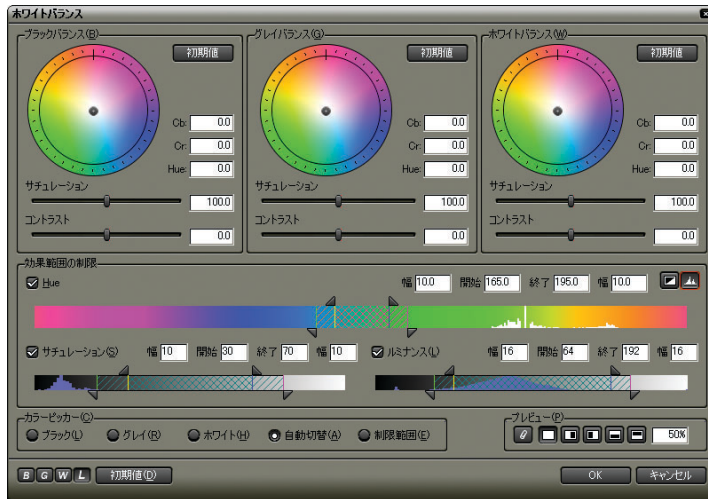 ホワイトバランス
ブラックバランス(B)
初期値
Cb: 0.0
Cr: 0.0
Hue: 0.0
サチュレーション
100.0
コントラスト
0.0
グレイバランス(G)
初期値
Cb: 0.0
Cr: 0.0
Hue: 0.0
サチュレーション
100.0
コントラスト
0.0
ホワイトバランス(W)
初期値
Cb: 0.0
Cr: 0.0
Hue: 0.0
サチュレーション
100.0
コントラスト
0.0
効果範囲の制限
Hue 幅 10.0 開始 165.0 終了 195.0 幅 10.0
サチュレーション(S) 幅 10 開始 30 終了 70 幅 10
ルミナンス(L) 幅 16 開始 64 終了 192 幅 16
カラーピッカー(C)
ブラック(L) グレイ(R) ホワイト(H) 自動切替(A) 制限範囲(E)
プレビュー(P)
50%
B G W L 初期値(D) OK キャンセル